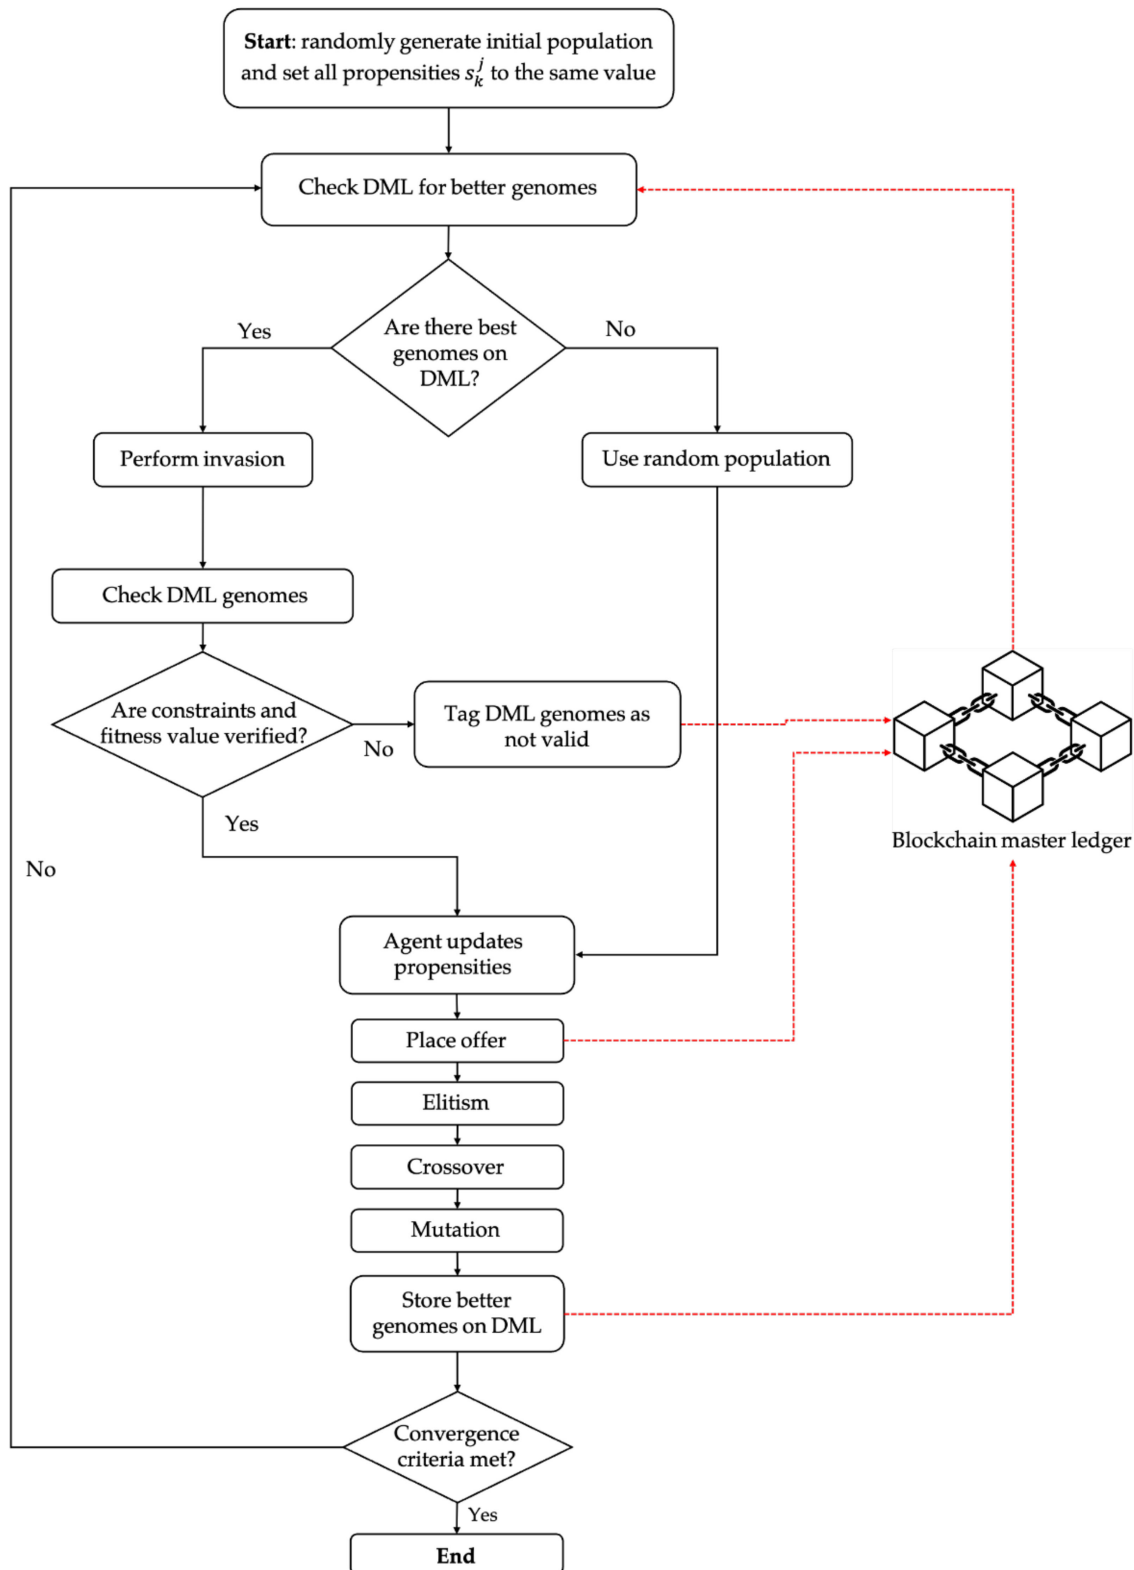 Start: randomly generate initial population
and set all propensities $s_k^j$ to the same value
Check DML for better genomes
Are there best
genomes on
DML?
Yes
No
Perform invasion
Use random population
Check DML genomes
Are constraints and
fitness value verified?
No
Tag DML genomes as
not valid
Yes
Blockchain master ledger
No
Agent updates
propensities
Place offer
Elitism
Crossover
Mutation
Store better
genomes on DML
Convergence
criteria met?
Yes
End